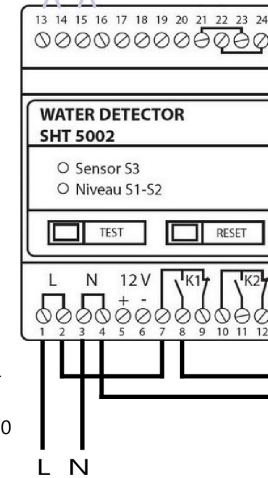 13 14 15 16 17 18 19 20 21 22 23 24
WATER DETECTOR
SHT 5002
Sensor S3
Niveau S1-S2
TEST RESET
L N 12 V K1 K2
+ -
1 2 3 4 5 6 7 8 9 10 11 12
0
L N